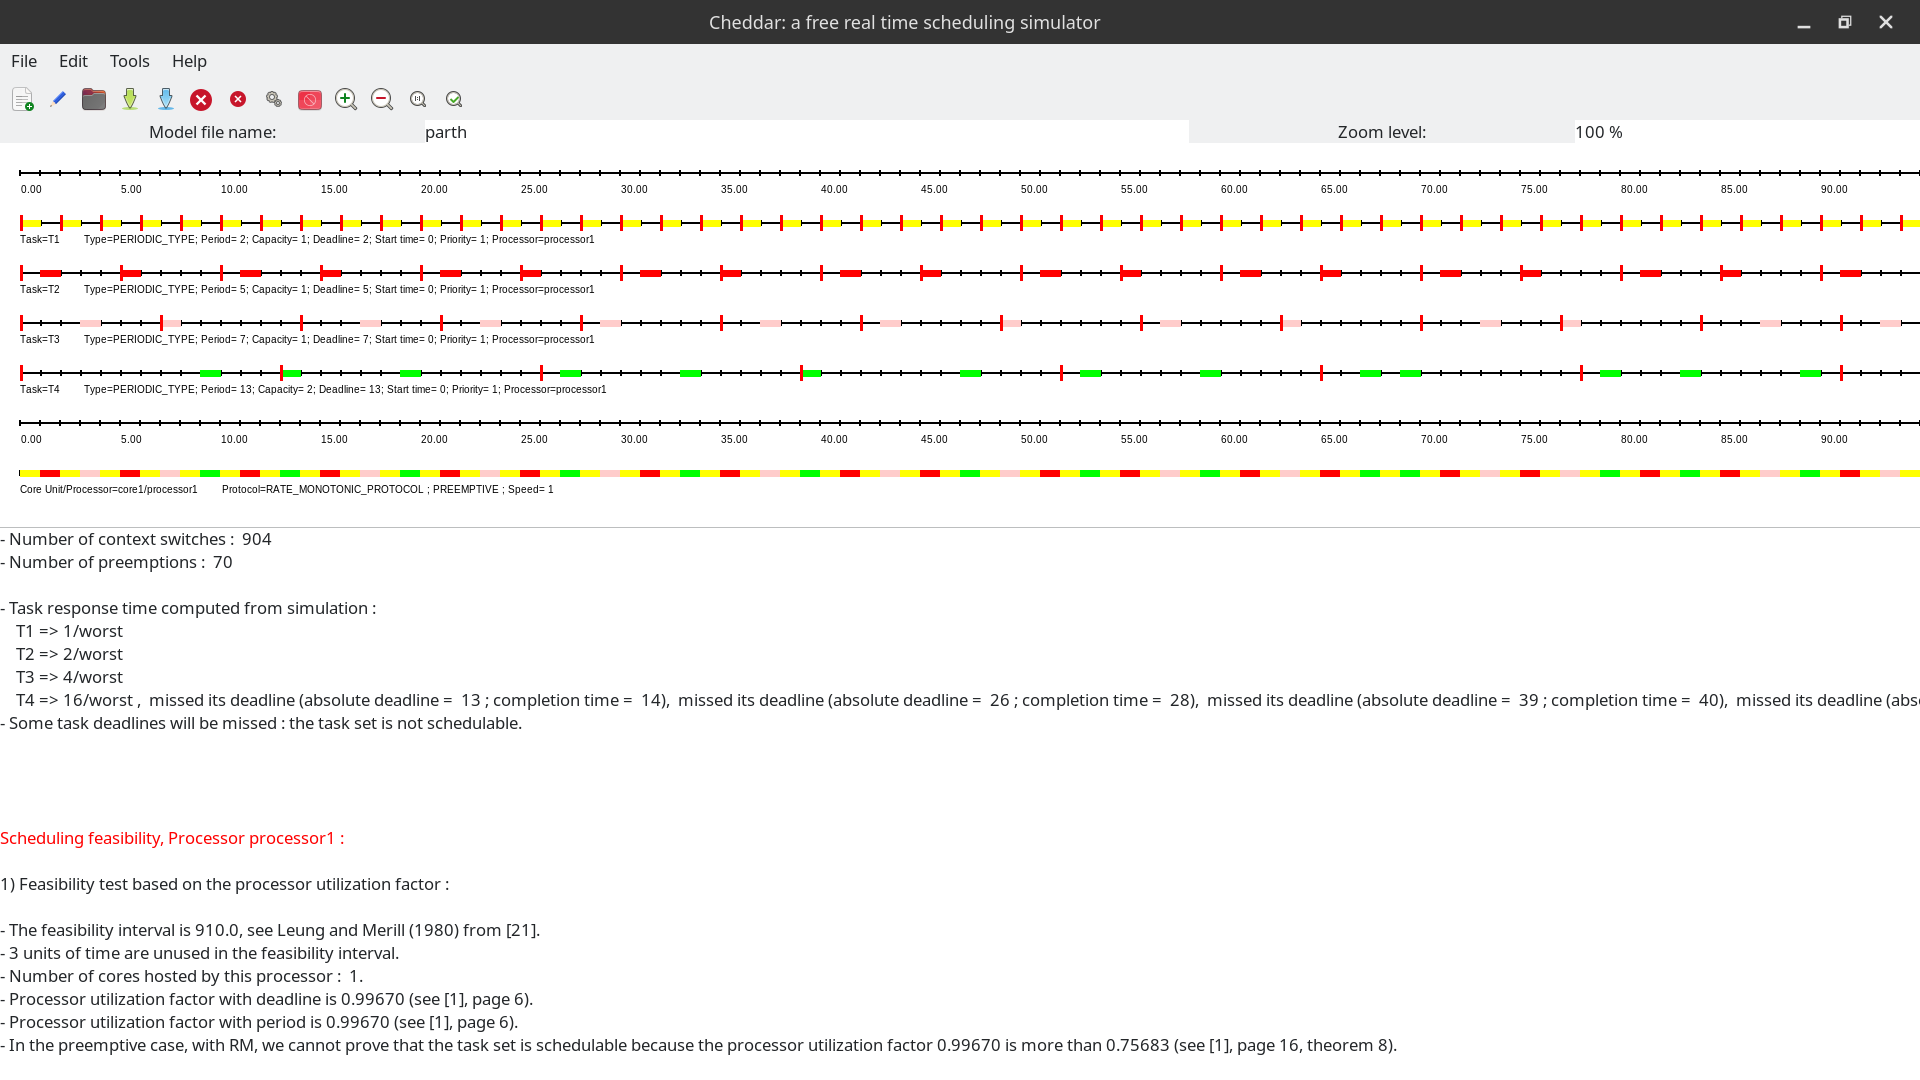 Cheddar: a free real time scheduling simulator
File Edit Tools Help
Model file name: parth Zoom level: 100 %
0.00 5.00 10.00 15.00 20.00 25.00 30.00 35.00 40.00 45.00 50.00 55.00 60.00 65.00 70.00 75.00 80.00 85.00 90.00
Task=T1 Type=PERIODIC_TYPE; Period= 2; Capacity= 1; Deadline= 2; Start time= 0; Priority= 1; Processor=processor1
Task=T2 Type=PERIODIC_TYPE; Period= 5; Capacity= 1; Deadline= 5; Start time= 0; Priority= 1; Processor=processor1
Task=T3 Type=PERIODIC_TYPE; Period= 7; Capacity= 1; Deadline= 7; Start time= 0; Priority= 1; Processor=processor1
Task=T4 Type=PERIODIC_TYPE; Period= 13; Capacity= 2; Deadline= 13; Start time= 0; Priority= 1; Processor=processor1
0.00 5.00 10.00 15.00 20.00 25.00 30.00 35.00 40.00 45.00 50.00 55.00 60.00 65.00 70.00 75.00 80.00 85.00 90.00
Core Unit/Processor=core1/processor1 Protocol=RATE_MONOTONIC_PROTOCOL ; PREEMPTIVE ; Speed= 1
- Number of context switches : 904
- Number of preemptions : 70
- Task response time computed from simulation :
T1 => 1/worst
T2 => 2/worst
T3 => 4/worst
T4 => 16/worst , missed its deadline (absolute deadline = 13 ; completion time = 14), missed its deadline (absolute deadline = 26 ; completion time = 28), missed its deadline (absolute deadline = 39 ; completion time = 40), missed its deadline (abs
- Some task deadlines will be missed : the task set is not schedulable.
Scheduling feasibility, Processor processor1 :
1) Feasibility test based on the processor utilization factor :
- The feasibility interval is 910.0, see Leung and Merill (1980) from [21].
- 3 units of time are unused in the feasibility interval.
- Number of cores hosted by this processor : 1.
- Processor utilization factor with deadline is 0.99670 (see [1], page 6).
- Processor utilization factor with period is 0.99670 (see [1], page 6).
- In the preemptive case, with RM, we cannot prove that the task set is schedulable because the processor utilization factor 0.99670 is more than 0.75683 (see [1], page 16, theorem 8).